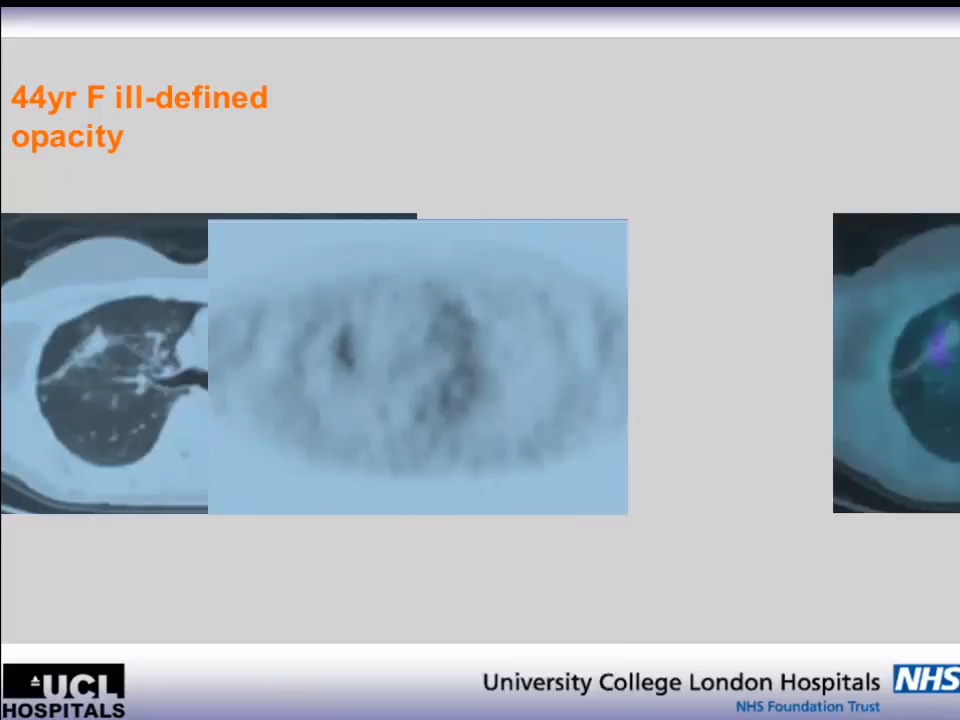 44yr F ill-defined
opacity
UCL
HOSPITALS
University College London Hospitals
NHS
NHS Foundation Trust